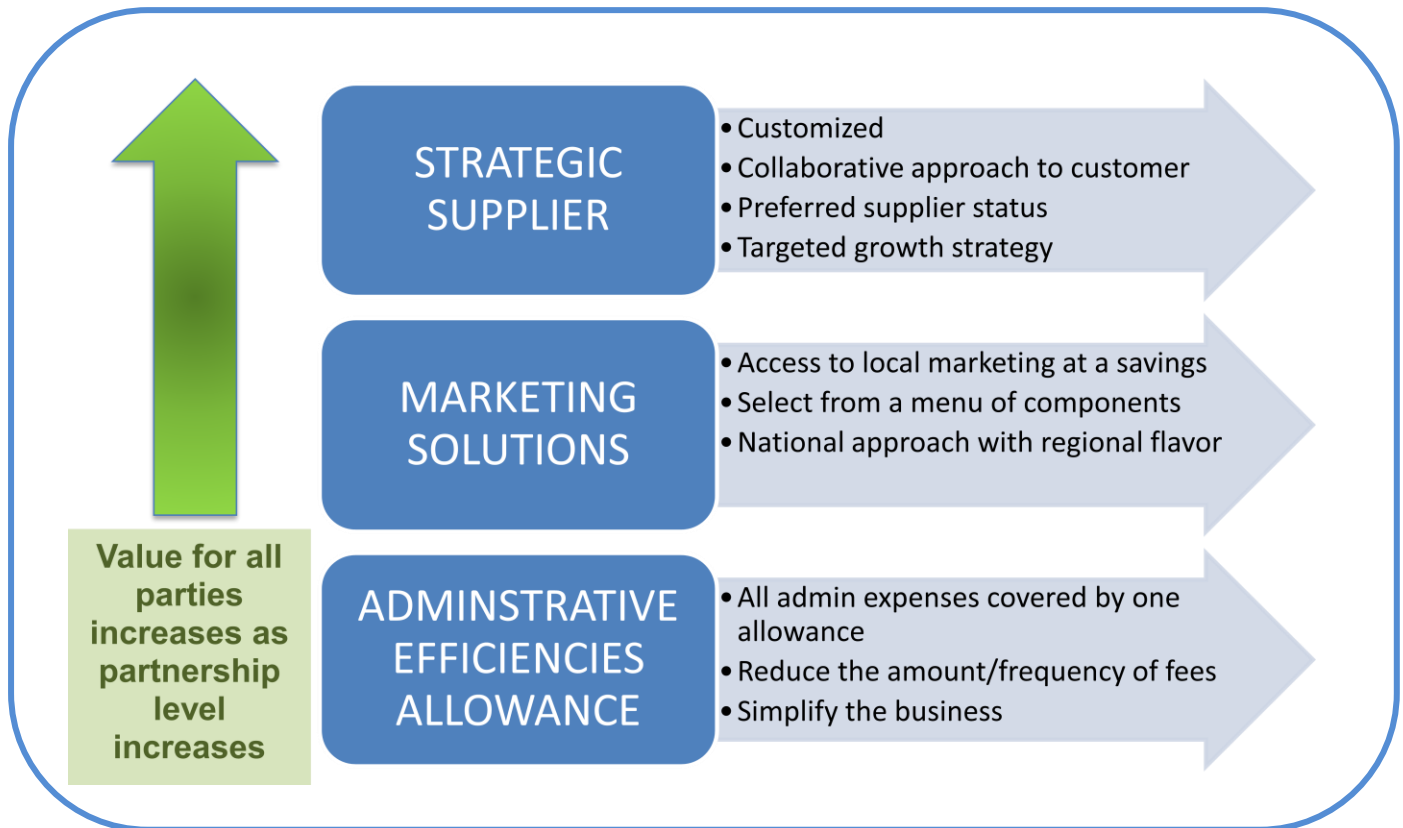 STRATEGIC
SUPPLIER
• Customized
• Collaborative approach to customer
• Preferred supplier status
• Targeted growth strategy
MARKETING
SOLUTIONS
• Access to local marketing at a savings
• Select from a menu of components
• National approach with regional flavor
Value for all
parties
increases as
partnership
level
increases
ADMINSTRATIVE
EFFICIENCIES
ALLOWANCE
• All admin expenses covered by one
allowance
• Reduce the amount/frequency of fees
• Simplify the business